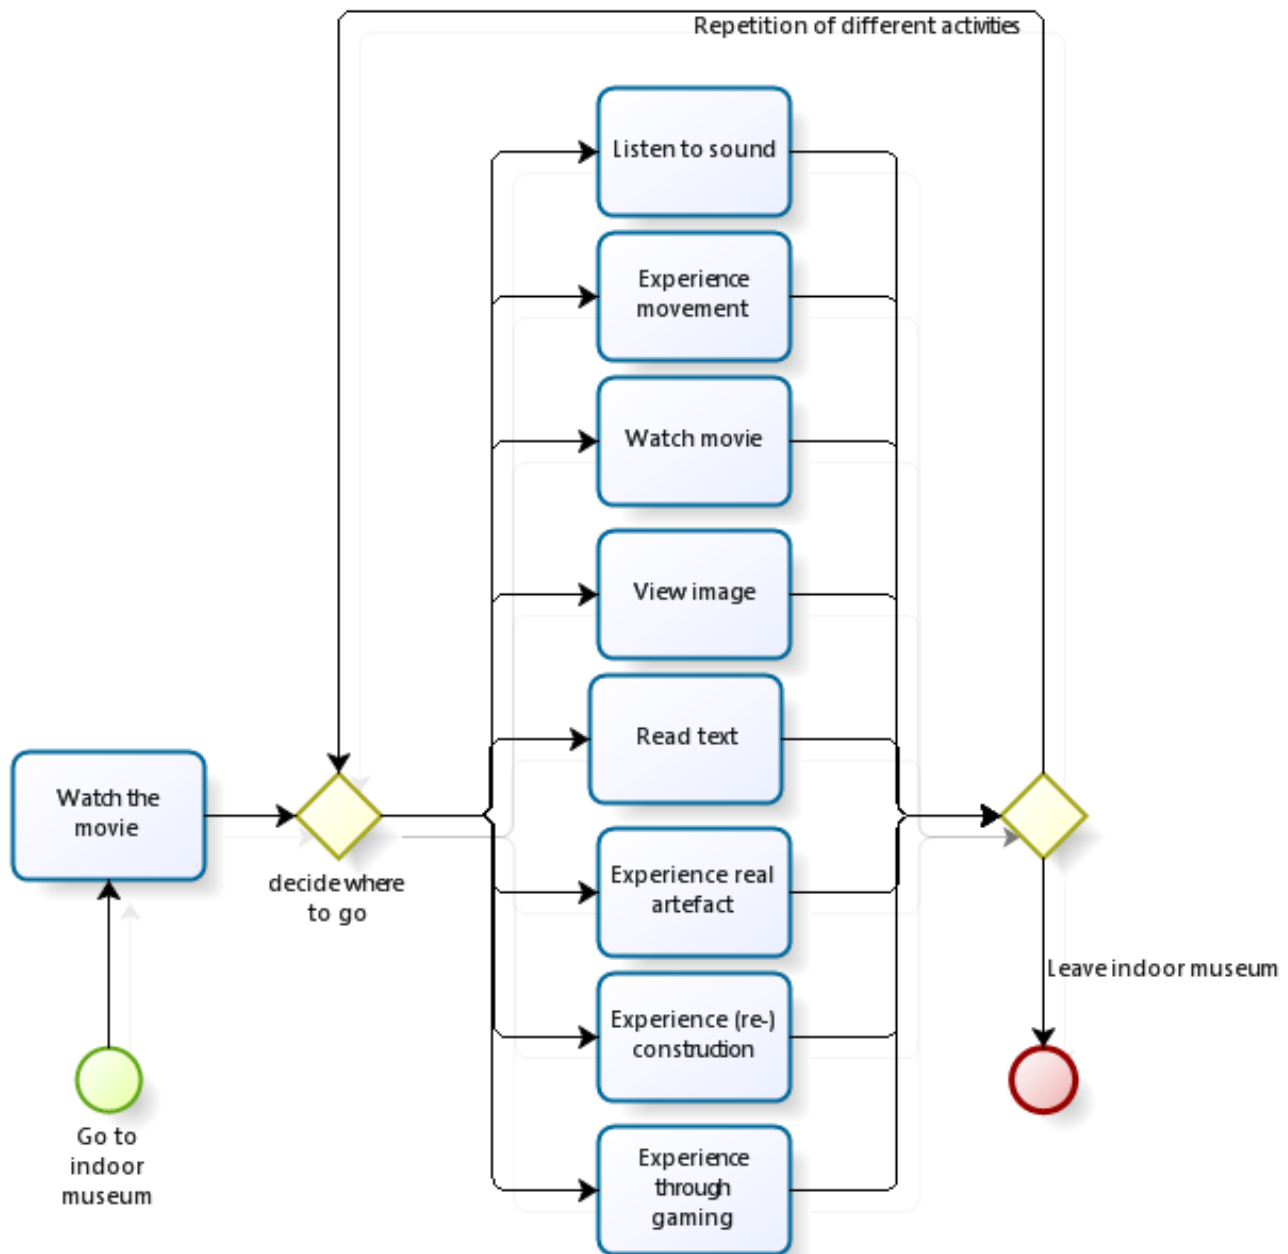 Repetition of different activities
Listen to sound
Experience
movement
Watch movie
View image
Read text
Watch the
movie
decide where
to go
Experience real
artefact
Leave indoor museum
Experience (re-)
construction
Go to
indoor
museum
Experience
through
gaming